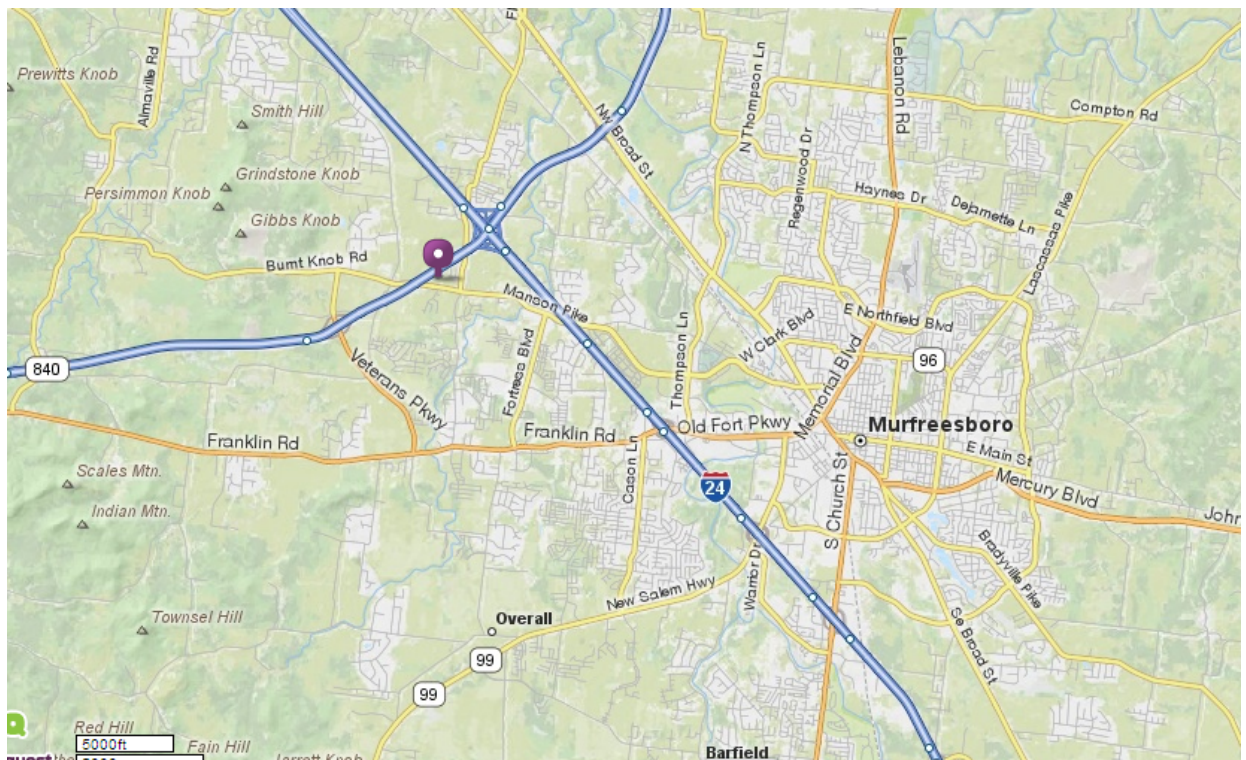 Prewitts Knob
Almaville Rd
Smith Hill
Grindstone Knob
Persimmon Knob
Gibbs Knob
Burnt Knob Rd
Manson Pike
Nw Broad St
N Thompson Ln
Lebanon Rd
Compton Rd
Regenwood Dr
Haynes Dr
Dejarnette Ln
Lascassas Pike
E Northfield Blvd
W Clark Blvd
Memorial Blvd
96
Thompson Ln
Fortress Blvd
Veterans Pkwy
840
Franklin Rd
Franklin Rd
Old Fort Pkwy
Murfreesboro
E Main St
Mercury Blvd
John
Cason Ln
24
S Church St
Scales Mtn.
Indian Mtn.
Warrior Dr
Bradyville Pike
New Salem Hwy
Se Broad St
Townsel Hill
Overall
99
99
Red Hill
5000ft
Fain Hill
Jarrett Knob
Barfield